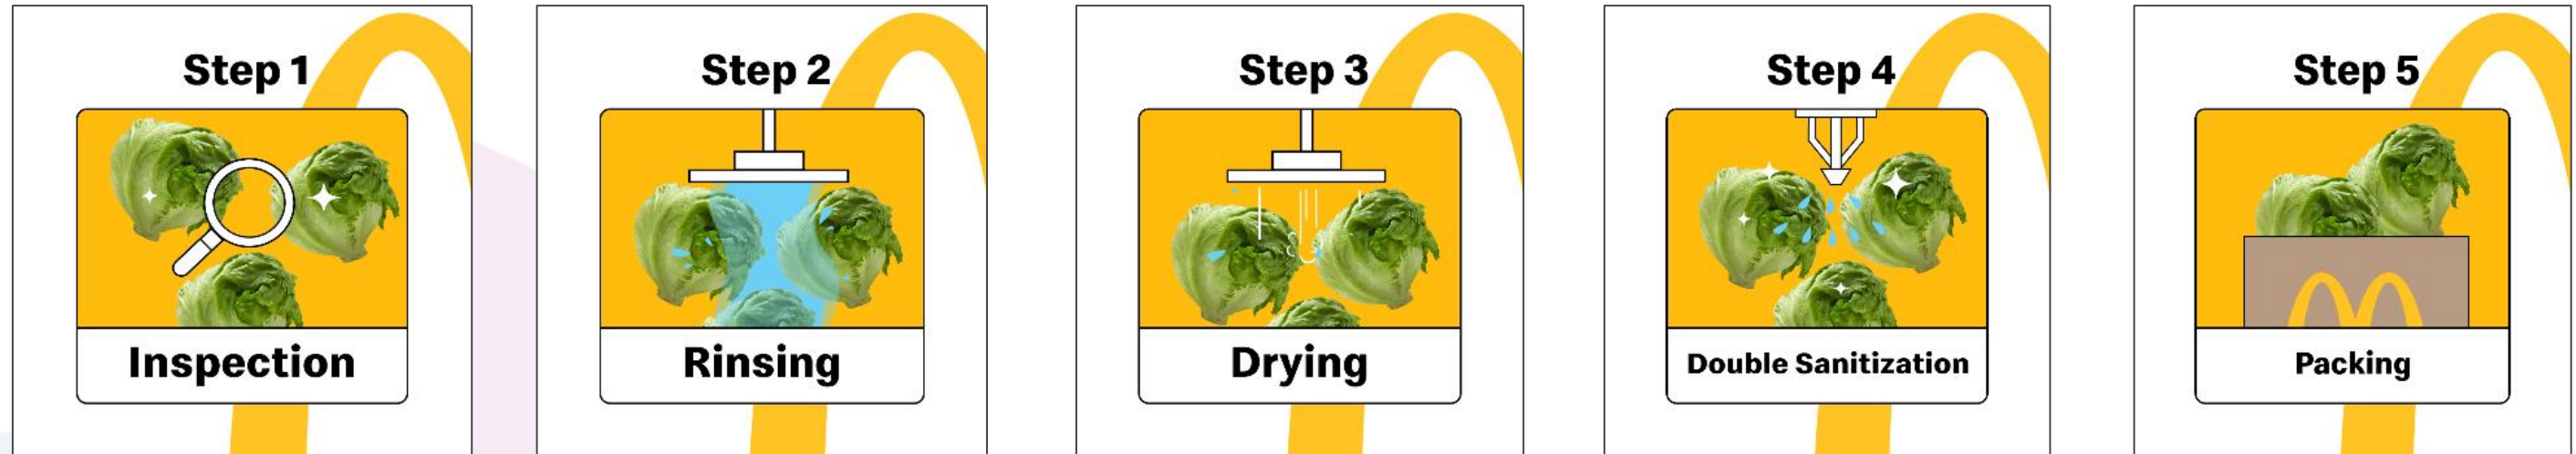 Step 1
Inspection
Step 2
Rinsing
Step 3
Drying
Step 4
Double Sanitization
Step 5
Packing